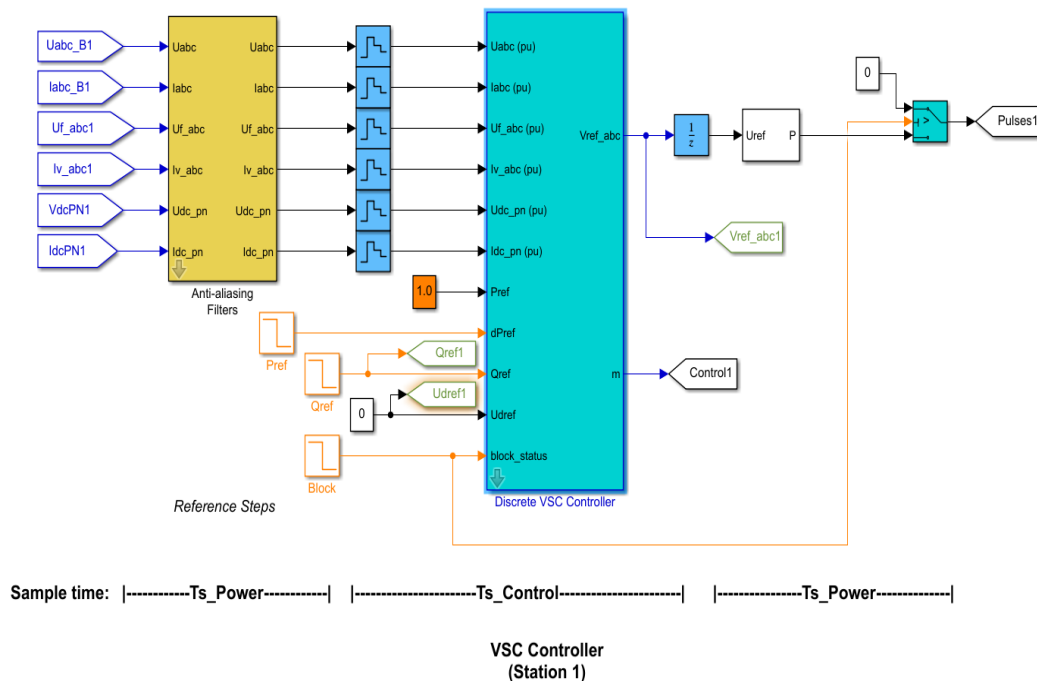 Uabc_B1
Iabc_B1
Uf_abc1
Iv_abc1
VdcPN1
IdcPN1
Uabc
Iabc
Uf_abc
Iv_abc
Udc_pn
Idc_pn
Uabc
Iabc
Uf_abc
Iv_abc
Udc_pn
Idc_pn
Anti-aliasing
Filters
1.0
Pref
Qref
Qref1
0
Udref1
Block
Reference Steps
Uabc (pu)
Iabc (pu)
Uf_abc (pu)
Iv_abc (pu)
Udc_pn (pu)
Idc_pn (pu)
Pref
dPref
Qref
Udref
block_status
Vref_abc
m
Discrete VSC Controller
1
z
Uref P
0
>
Pulses1
Vref_abc1
Control1
Sample time: |------------Ts_Power------------| |----------------------Ts_Control----------------------| |----------------Ts_Power--------------|
VSC Controller
(Station 1)